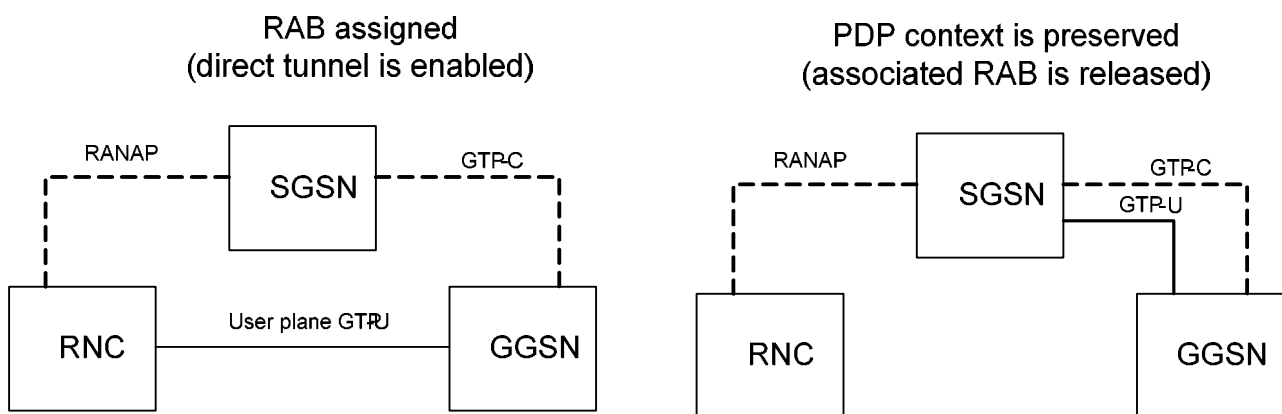 RAB assigned
(direct tunnel is enabled)
RANAP
GTP-C
SGSN
RNC
User plane GTP-U
GGSN
PDP context is preserved
(associated RAB is released)
RANAP
GTP-C
SGSN
GTP-U
RNC
GGSN